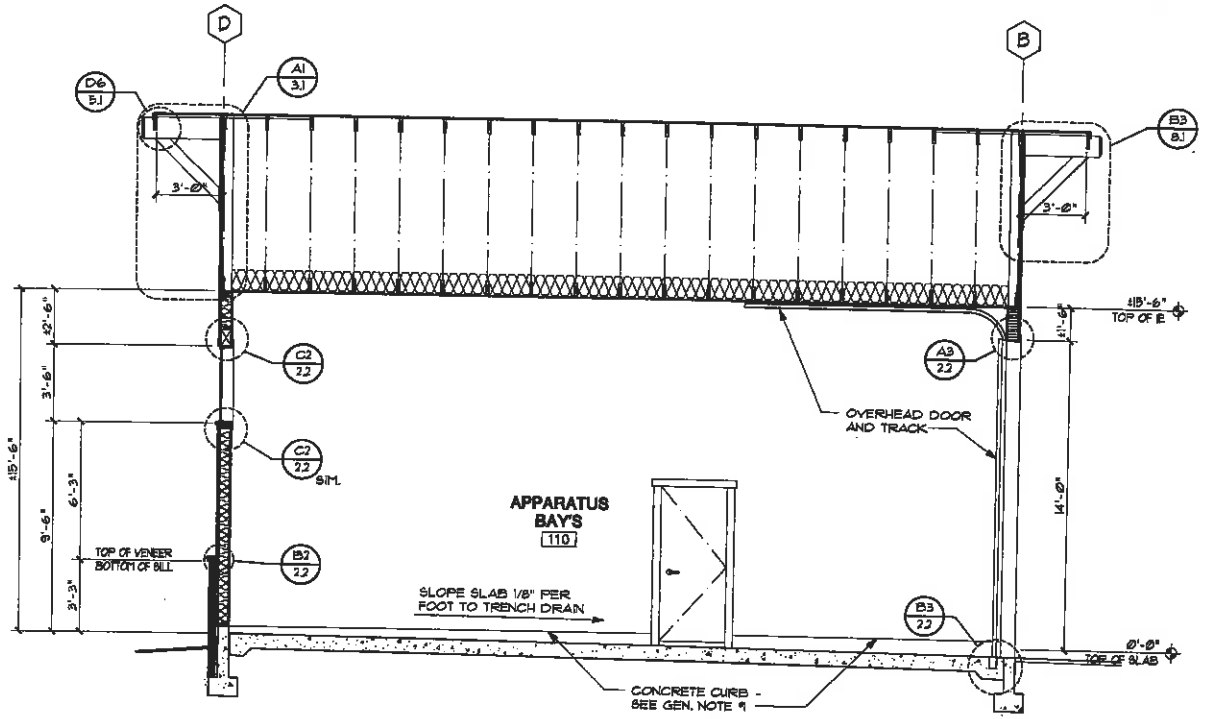 D
B
D6
5.1
A1
3.1
B3
8.1
3'-0"
3'-0"
±15'-6"
TOP OF IE
±2'-6"
±1'-6"
C2
2.2
A3
2.2
3'-6"
OVERHEAD DOOR
AND TRACK
C2
2.2
SIM.
±15'-6"
6'-3"
9'-6"
14'-0"
APPARATUS
BAY'S
110
TOP OF VENEER
BOTTOM OF SILL
B2
2.2
3'-3"
SLOPE SLAB 1/8" PER
FOOT TO TRENCH DRAIN
B3
2.2
0'-0"
TOP OF SLAB
CONCRETE CURB -
SEE GEN. NOTE 9